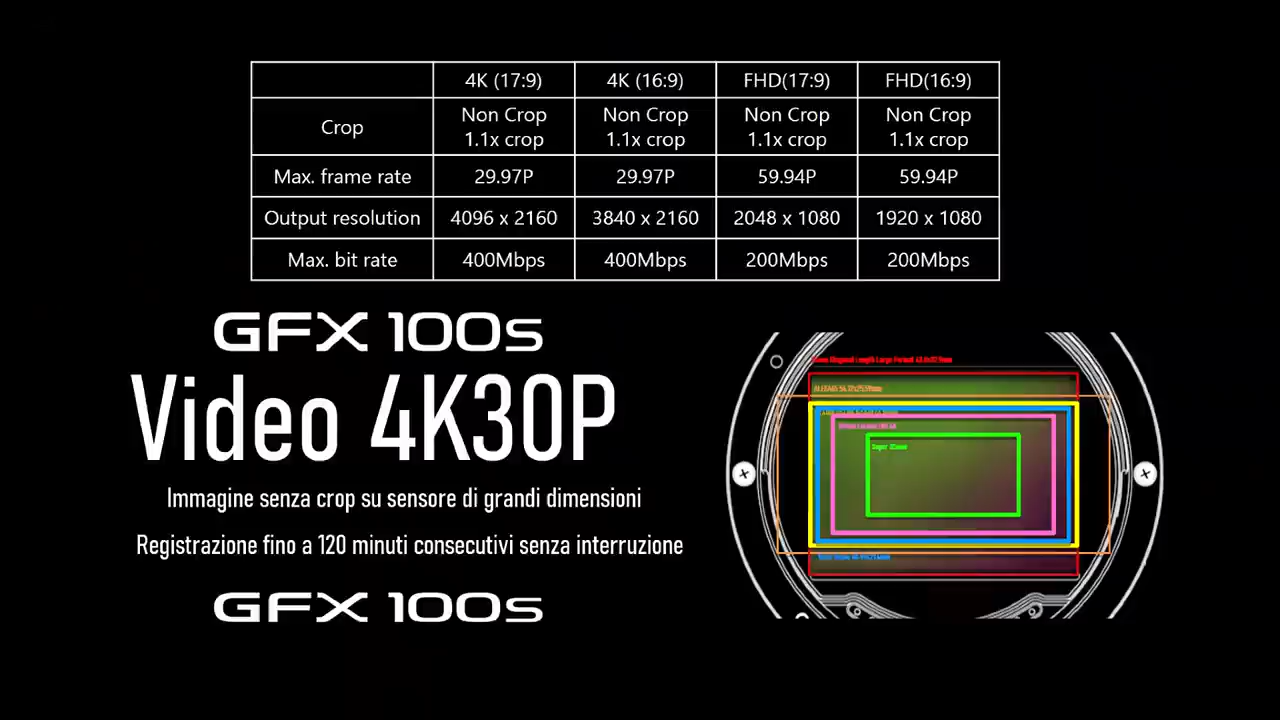 4K (17:9) 4K (16:9) FHD(17:9) FHD(16:9)
Crop Non Crop 1.1x crop Non Crop 1.1x crop Non Crop 1.1x crop Non Crop 1.1x crop
Max. frame rate 29.97P 29.97P 59.94P 59.94P
Output resolution 4096 x 2160 3840 x 2160 2048 x 1080 1920 x 1080
Max. bit rate 400Mbps 400Mbps 200Mbps 200Mbps
GFX 100s
Video 4K30P
Immagine senza crop su sensore di grandi dimensioni
Registrazione fino a 120 minuti consecutivi senza interruzione
GFX 100s
Super 35mm